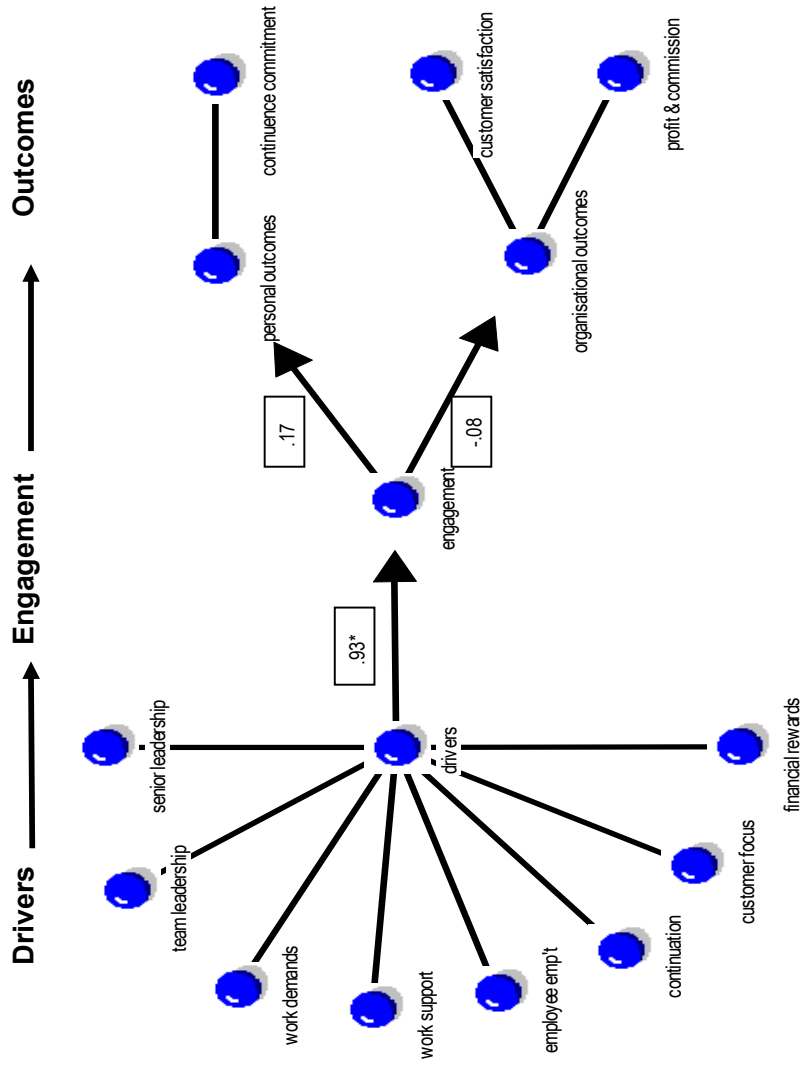 Drivers
Engagement
Outcomes
senior leadership
team leadership
work demands
work support
employee emp't
continuation
customer focus
financial rewards
drivers
.93*
engagement
.17
-.08
personal outcomes
continuence commitment
organisational outcomes
customer satisfaction
profit & commission